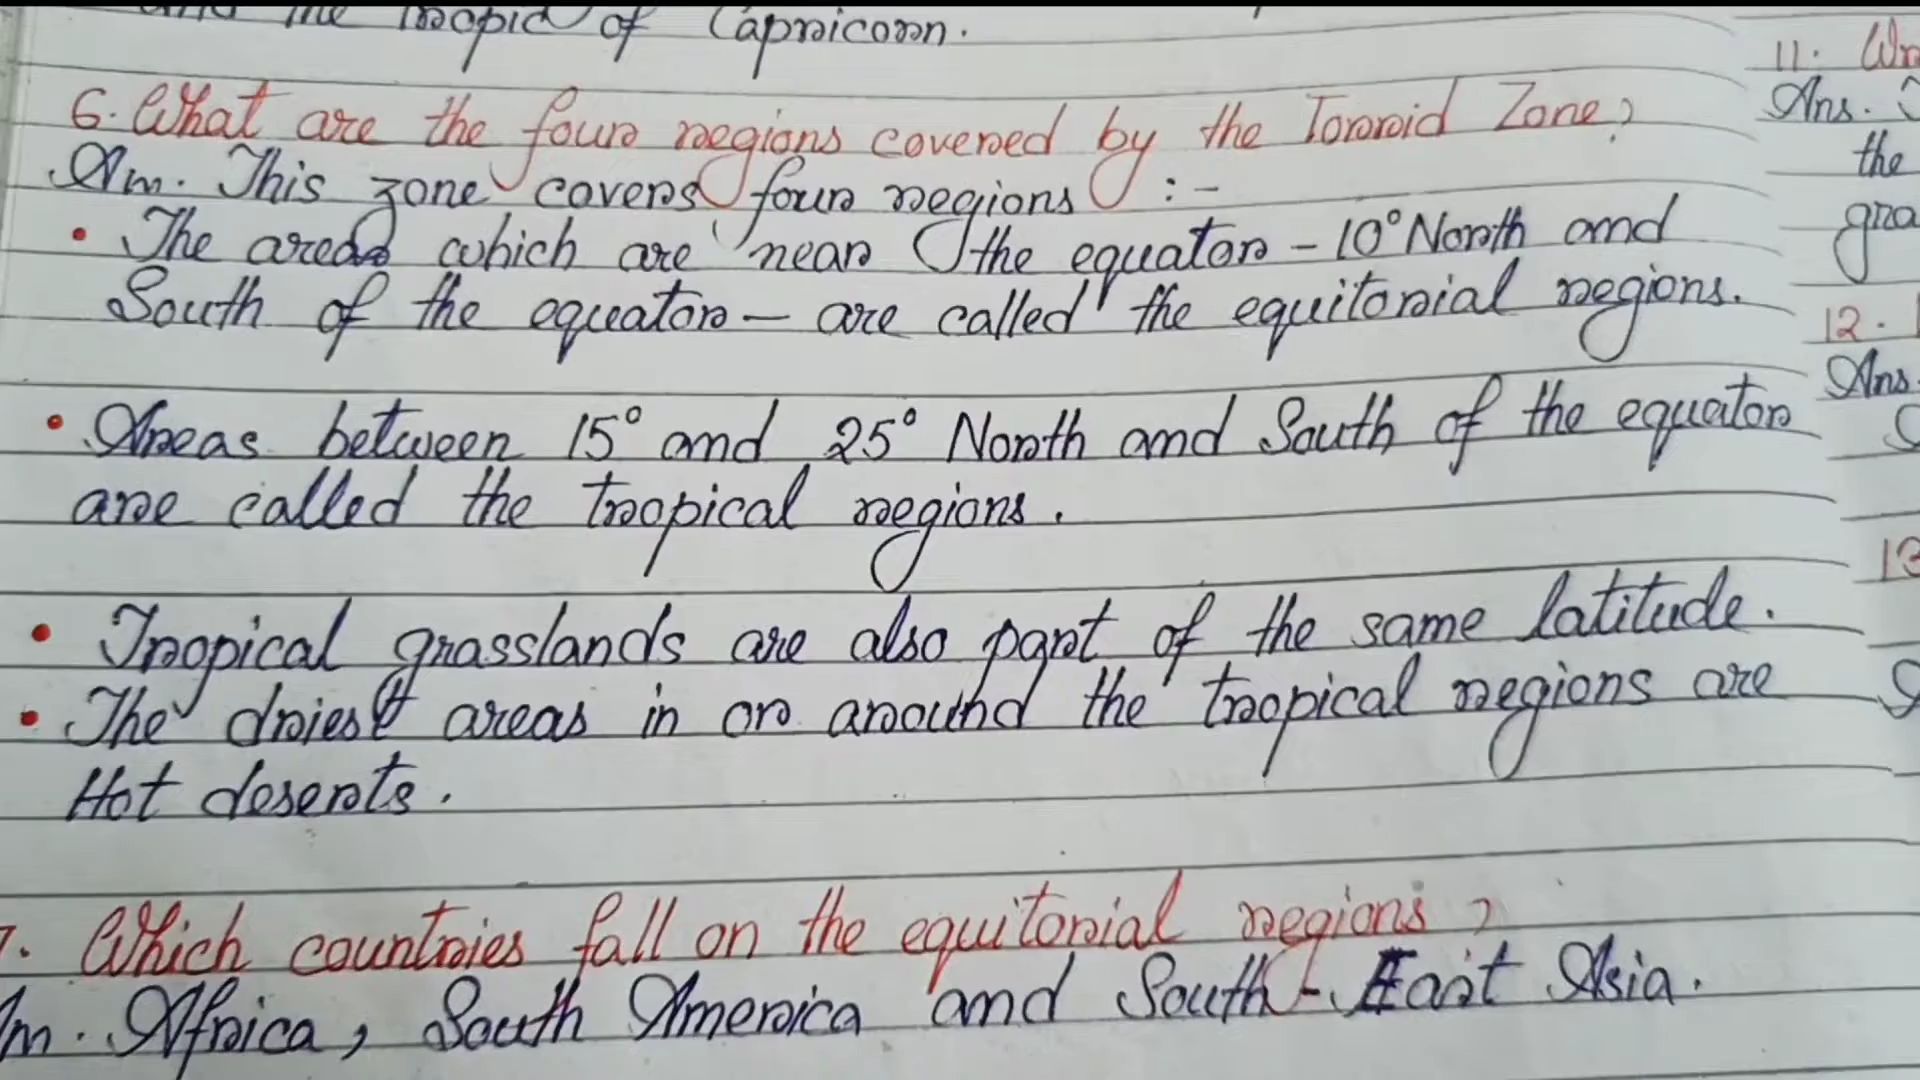 and the Tropic of Capricorn.
6. What are the four regions covered by the Torroid Zone?
Ans. This zone covers four regions :-
• The areas which are near the equator - 10° North and
South of the equator - are called the equitorial regions.
• Areas between 15° and 25° North and South of the equator
are called the tropical regions.
• Tropical grasslands are also part of the same latitude.
• The driest areas in or around the tropical regions are
Hot deserts.
7. Which countries fall on the equitorial regions?
Ans. Africa, South America and South-East Asia.
11.
Ans.
the
gra
12.
Ans.
13